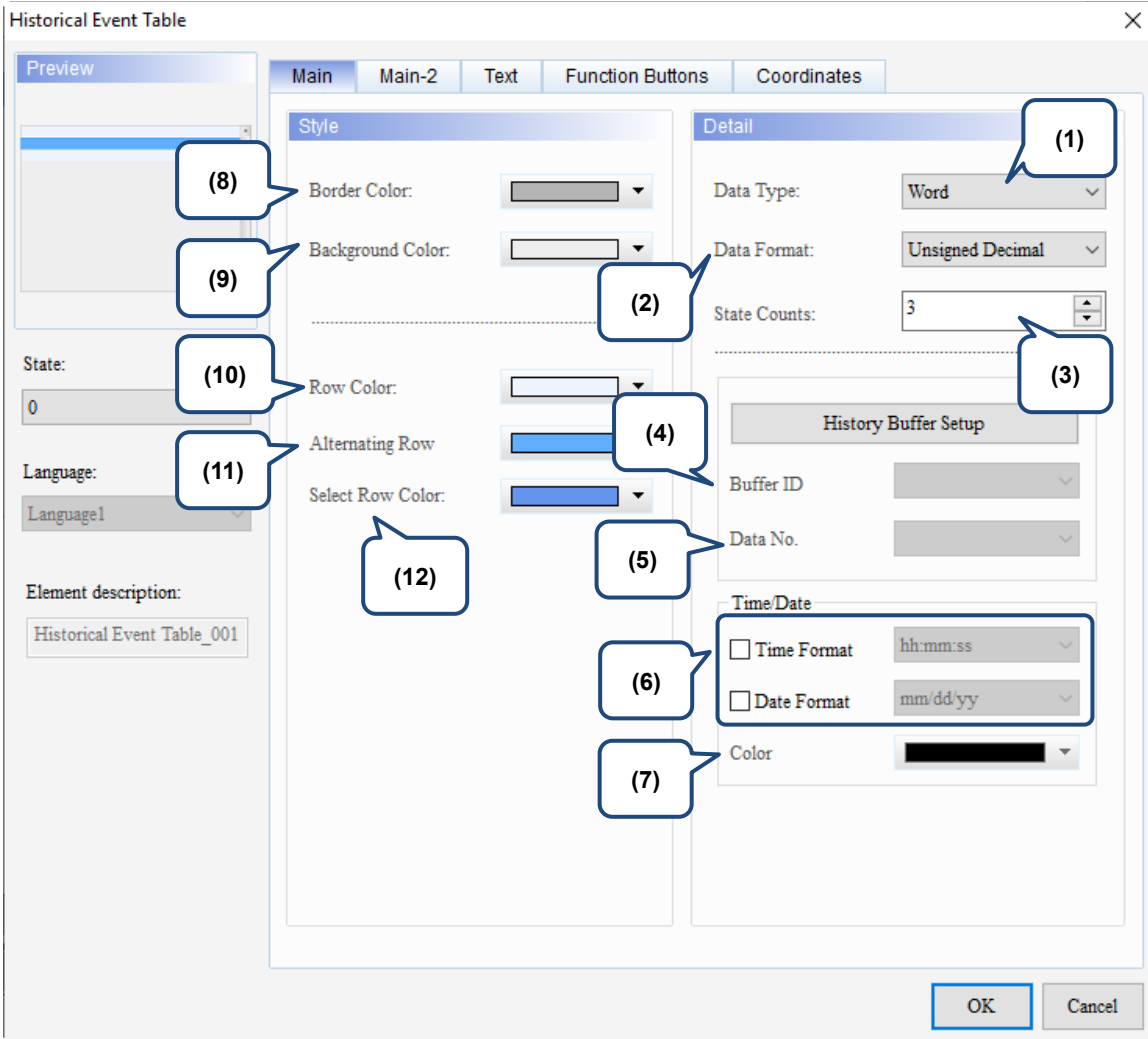 Historical Event Table
Preview
Main Main-2 Text Function Buttons Coordinates
Style
Detail
(1)
(8)
Border Color:
Data Type: Word
Background Color:
Data Format: Unsigned Decimal
(9)
(2)
State Counts: 3
State:
0
(10)
Row Color:
(3)
History Buffer Setup
(4)
Alternating Row
(11)
Language:
Language1
Select Row Color:
Buffer ID
(5)
Data No.
(12)
Element description:
Historical Event Table_001
Time/Date
Time Format hh:mm:ss
(6)
Date Format mm/dd/yy
Color
(7)
OK Cancel